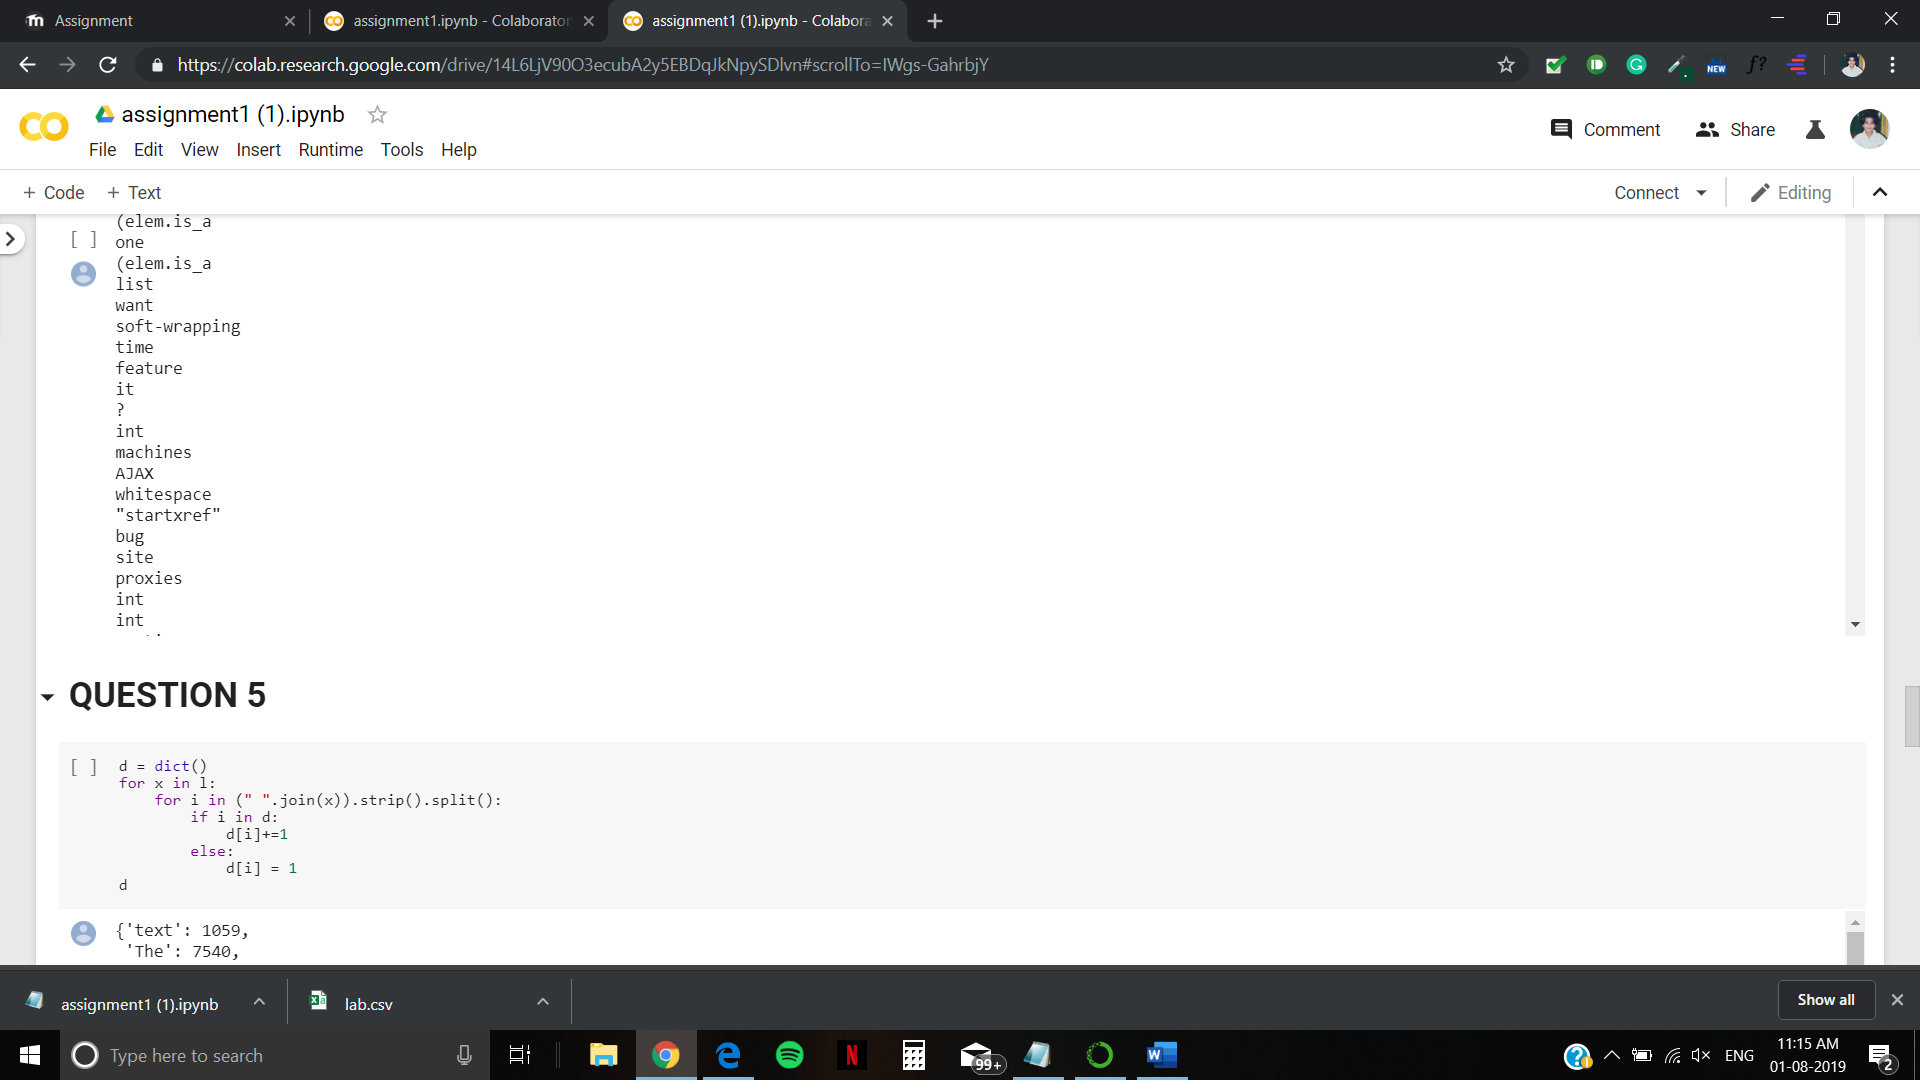 Assignment
assignment1.ipynb - Colaborator
assignment1 (1).ipynb - Colabora
https://colab.research.google.com/drive/14L6LjV90O3ecubA2y5EBDqJkNpySDlvn#scrollTo=IWgs-GahrbjY
NEW
f?
assignment1 (1).ipynb
Comment
Share
File Edit View Insert Runtime Tools Help
+ Code + Text
Connect
Editing
(elem.is_a
[ ] one
(elem.is_a
list
want
soft-wrapping
time
feature
it
?
int
machines
AJAX
whitespace
"startxref"
bug
site
proxies
int
int
QUESTION 5
[ ] d = dict()
for x in l:
for i in (" ".join(x)).strip().split():
if i in d:
d[i]+=1
else:
d[i] = 1
d
{'text': 1059,
'The': 7540,
assignment1 (1).ipynb
lab.csv
Show all
Type here to search
99+
ENG
11:15 AM
01-08-2019
2